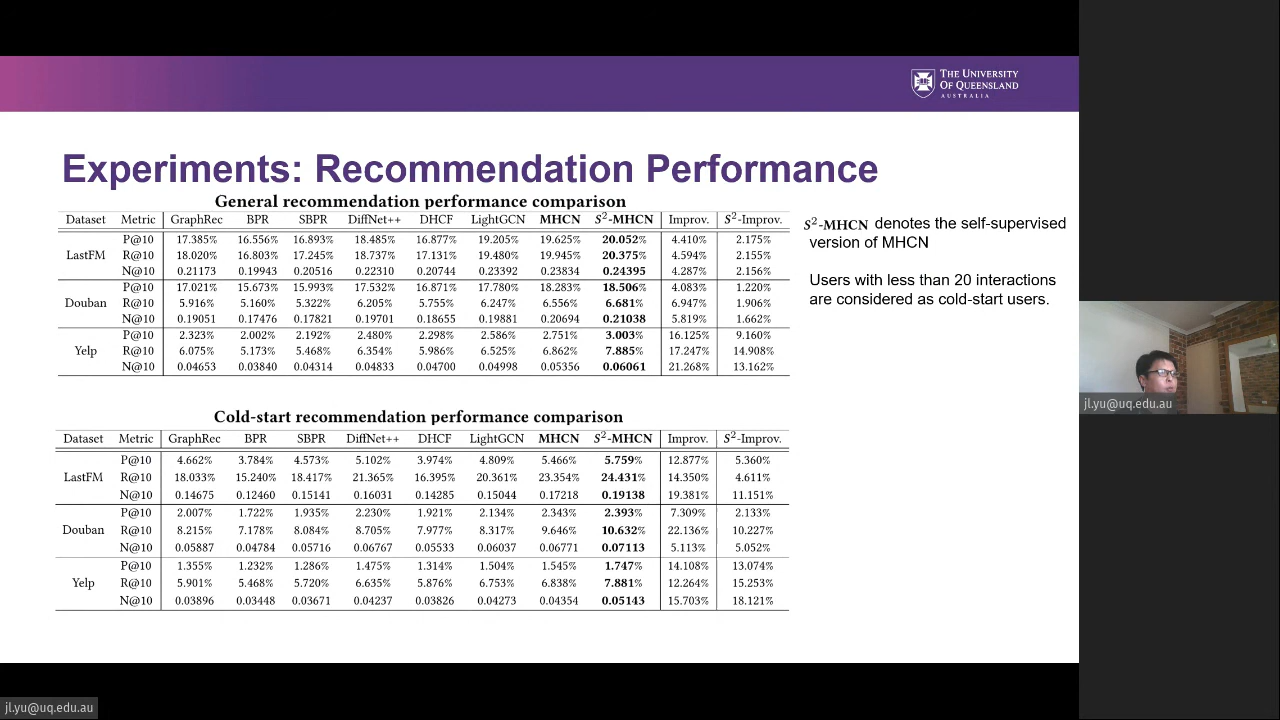 THE UNIVERSITY
OF QUEENSLAND
AUSTRALIA
Experiments: Recommendation Performance
General recommendation performance comparison
Dataset Metric GraphRec BPR SBPR DiffNet++ DHCF LightGCN MHCN S²-MHCN Improv. S²-Improv.
LastFM
P@10 17.385% 16.556% 16.893% 18.485% 16.877% 19.205% 19.625% 20.052% 4.410% 2.175%
R@10 18.020% 16.803% 17.245% 18.737% 17.131% 19.480% 19.945% 20.375% 4.594% 2.155%
N@10 0.21173 0.19943 0.20516 0.22310 0.20744 0.23392 0.23834 0.24395 4.287% 2.156%
Douban
P@10 17.021% 15.673% 15.993% 17.532% 16.871% 17.780% 18.283% 18.506% 4.083% 1.220%
R@10 5.916% 5.160% 5.322% 6.205% 5.755% 6.247% 6.556% 6.681% 6.947% 1.906%
N@10 0.19051 0.17476 0.17821 0.19701 0.18655 0.19881 0.20694 0.21038 5.819% 1.662%
Yelp
P@10 2.323% 2.002% 2.192% 2.480% 2.298% 2.586% 2.751% 3.003% 16.125% 9.160%
R@10 6.075% 5.173% 5.468% 6.354% 5.986% 6.525% 6.862% 7.885% 17.247% 14.908%
N@10 0.04653 0.03840 0.04314 0.04833 0.04700 0.04998 0.05356 0.06061 21.268% 13.162%
Cold-start recommendation performance comparison
Dataset Metric GraphRec BPR SBPR DiffNet++ DHCF LightGCN MHCN S²-MHCN Improv. S²-Improv.
LastFM
P@10 4.662% 3.784% 4.573% 5.102% 3.974% 4.809% 5.466% 5.759% 12.877% 5.360%
R@10 18.033% 15.240% 18.417% 21.365% 16.395% 20.361% 23.354% 24.431% 14.350% 4.611%
N@10 0.14675 0.12460 0.15141 0.16031 0.14285 0.15044 0.17218 0.19138 19.381% 11.151%
Douban
P@10 2.007% 1.722% 1.935% 2.230% 1.921% 2.134% 2.343% 2.393% 7.309% 2.133%
R@10 8.215% 7.178% 8.084% 8.705% 7.977% 8.317% 9.646% 10.632% 22.136% 10.227%
N@10 0.05887 0.04784 0.05716 0.06767 0.05533 0.06037 0.06771 0.07113 5.113% 5.052%
Yelp
P@10 1.355% 1.232% 1.286% 1.475% 1.314% 1.504% 1.545% 1.747% 14.108% 13.074%
R@10 5.901% 5.468% 5.720% 6.635% 5.876% 6.753% 6.838% 7.881% 12.264% 15.253%
N@10 0.03896 0.03448 0.03671 0.04237 0.03826 0.04273 0.04354 0.05143 15.703% 18.121%
S²-MHCN denotes the self-supervised
version of MHCN
Users with less than 20 interactions
are considered as cold-start users.
jl.yu@uq.edu.au
jl.yu@uq.edu.au